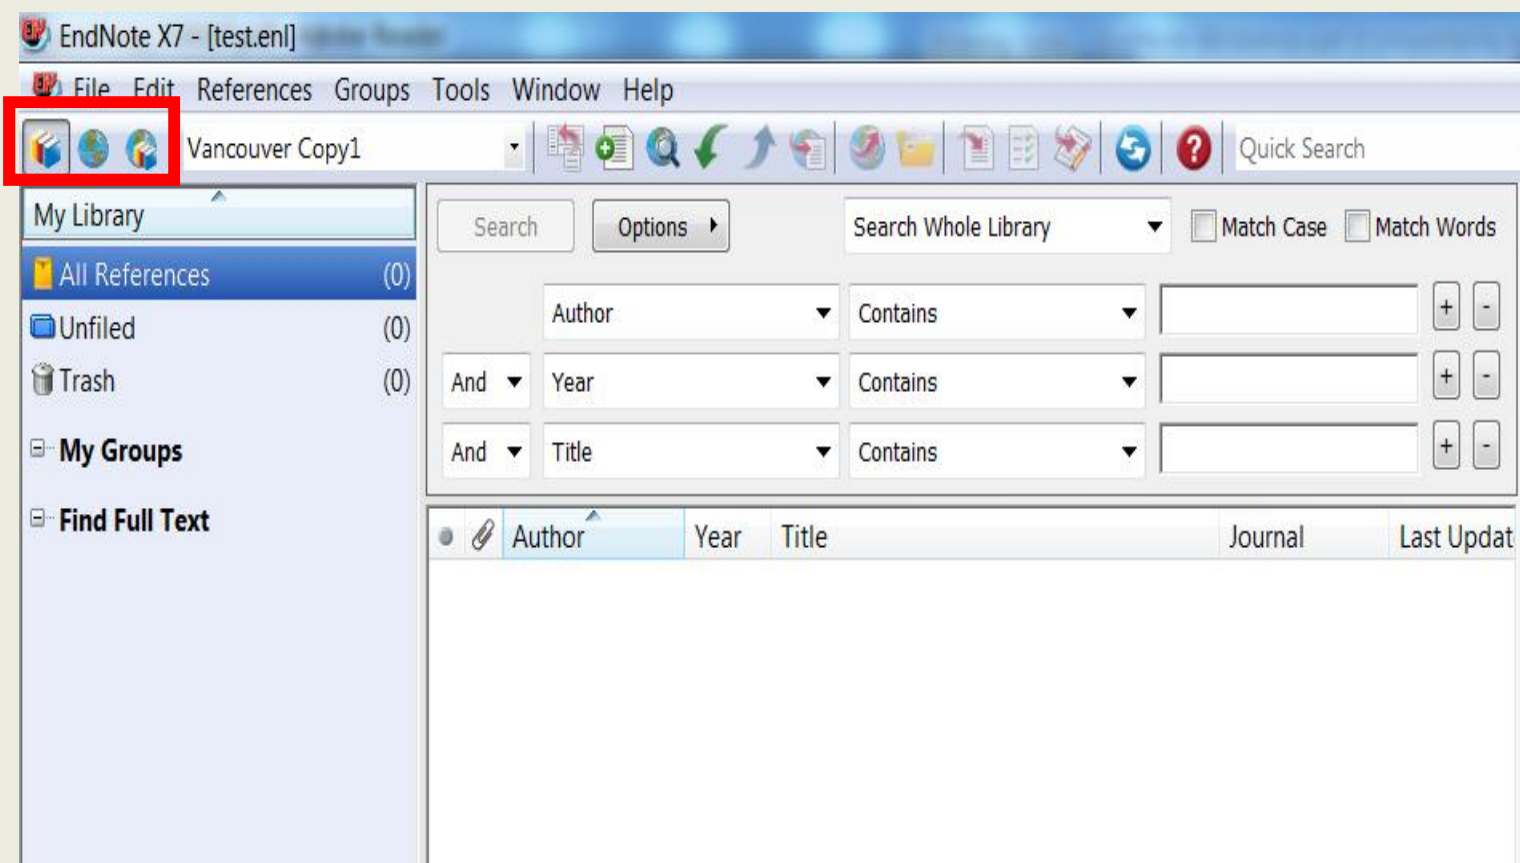 EndNote X7 - [test.enl]
File Edit References Groups Tools Window Help
Vancouver Copy1
Quick Search
My Library
Search Options Search Whole Library Match Case Match Words
All References (0)
Unfiled (0)
Trash (0)
My Groups
Find Full Text
Author Contains + -
And Year Contains + -
And Title Contains + -
Author Year Title Journal Last Updat